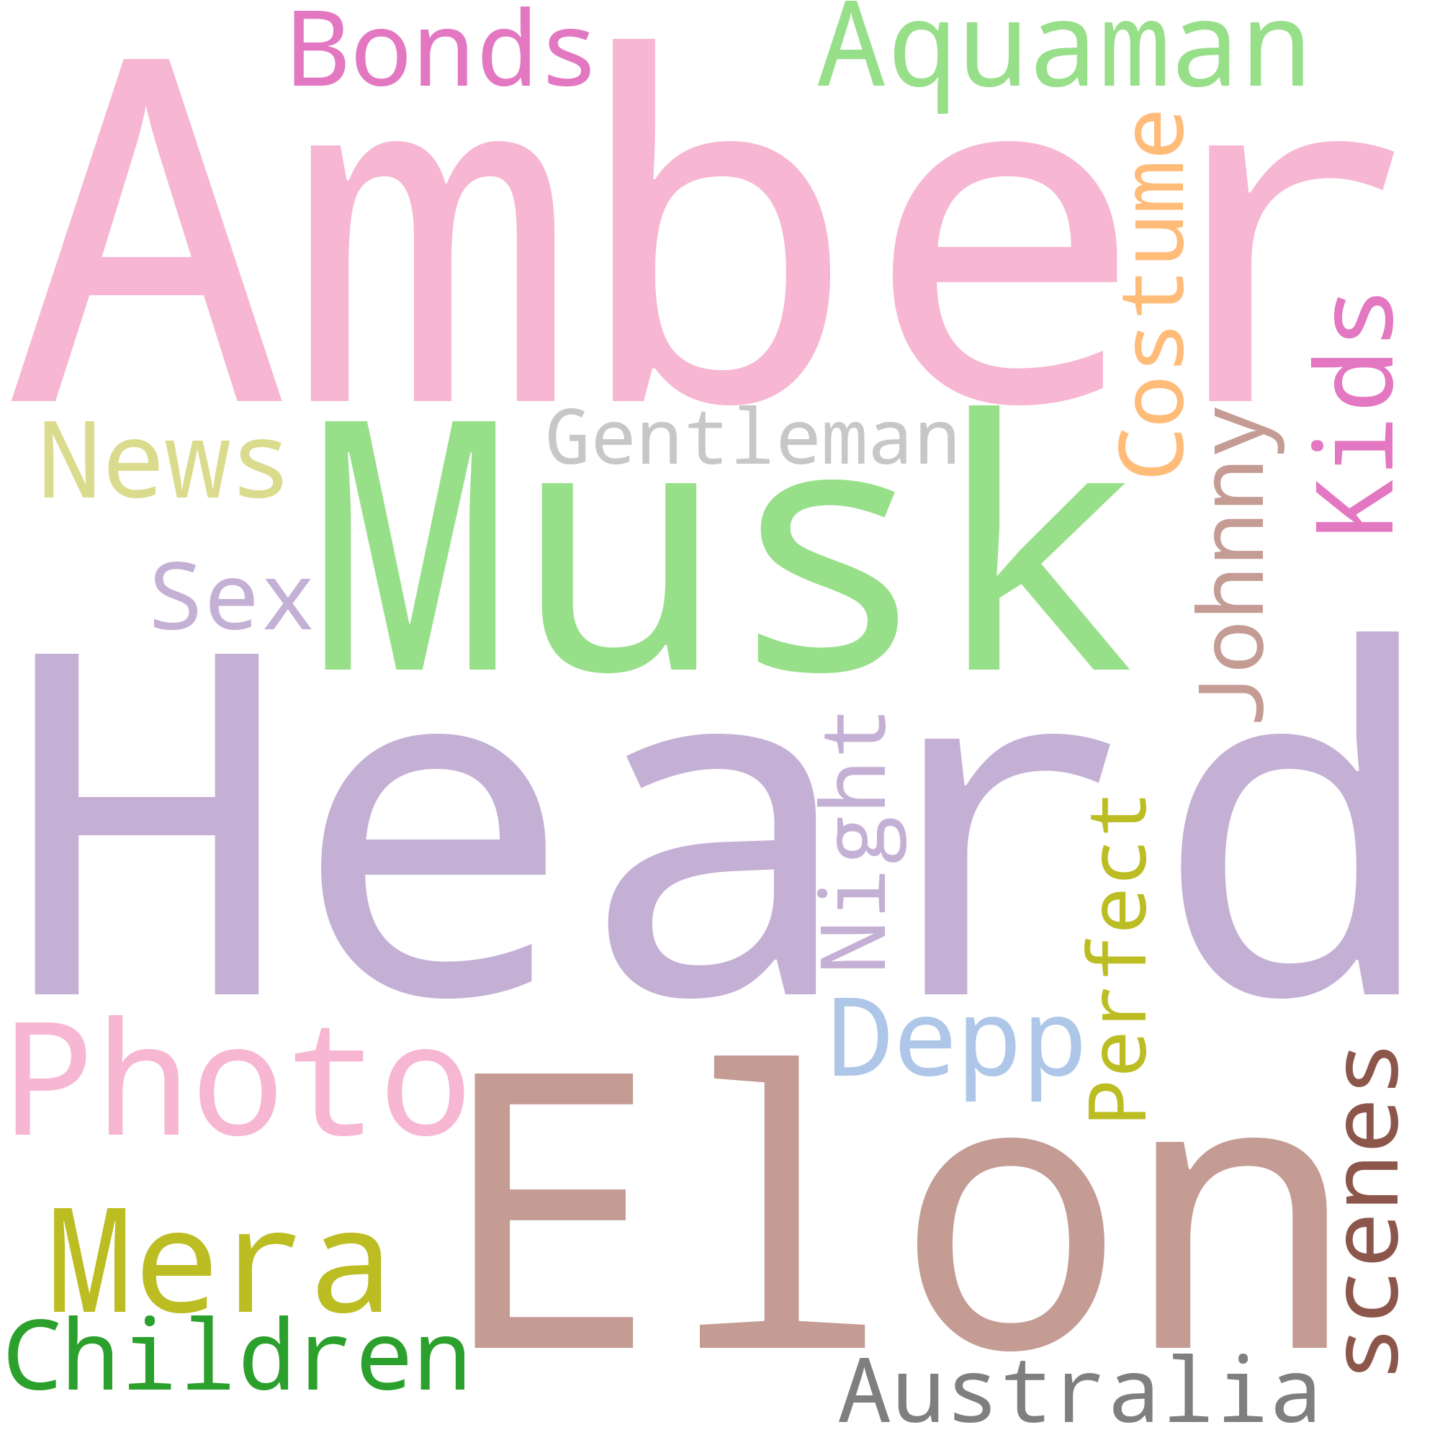 Bonds
Aquaman
Amber
Costume
Kids
News
Gentleman
Musk
Johnny
Sex
Heard
Night
Perfect
Photo
Depp
Elon
scenes
Mera
Children
Australia